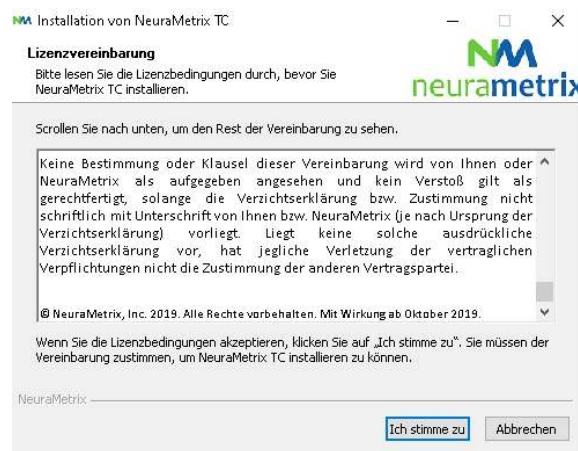 NM Installation von NeuraMetrix TC
Lizenzvereinbarung
Bitte lesen Sie die Lizenzbedingungen durch, bevor Sie
NeuraMetrix TC installieren.
NM
neurametrix
Scrollen Sie nach unten, um den Rest der Vereinbarung zu sehen.
Keine Bestimmung oder Klausel dieser Vereinbarung wird von Ihnen oder
NeuraMetrix als aufgegeben angesehen und kein Verstoß gilt als
gerechtfertigt, solange die Verzichtserklärung bzw. Zustimmung nicht
schriftlich mit Unterschrift von Ihnen bzw. NeuraMetrix (je nach Ursprung der
Verzichtserklärung) vorliegt. Liegt keine solche ausdrückliche
Verzichtserklärung vor, hat jegliche Verletzung der vertraglichen
Verpflichtungen nicht die Zustimmung der anderen Vertragspartei.
© NeuraMetrix, Inc. 2019. Alle Rechte vorbehalten. Mit Wirkung ab Oktober 2019.
Wenn Sie die Lizenzbedingungen akzeptieren, klicken Sie auf „Ich stimme zu“. Sie müssen der
Vereinbarung zustimmen, um NeuraMetrix TC installieren zu können.
NeuraMetrix
Ich stimme zu Abbrechen